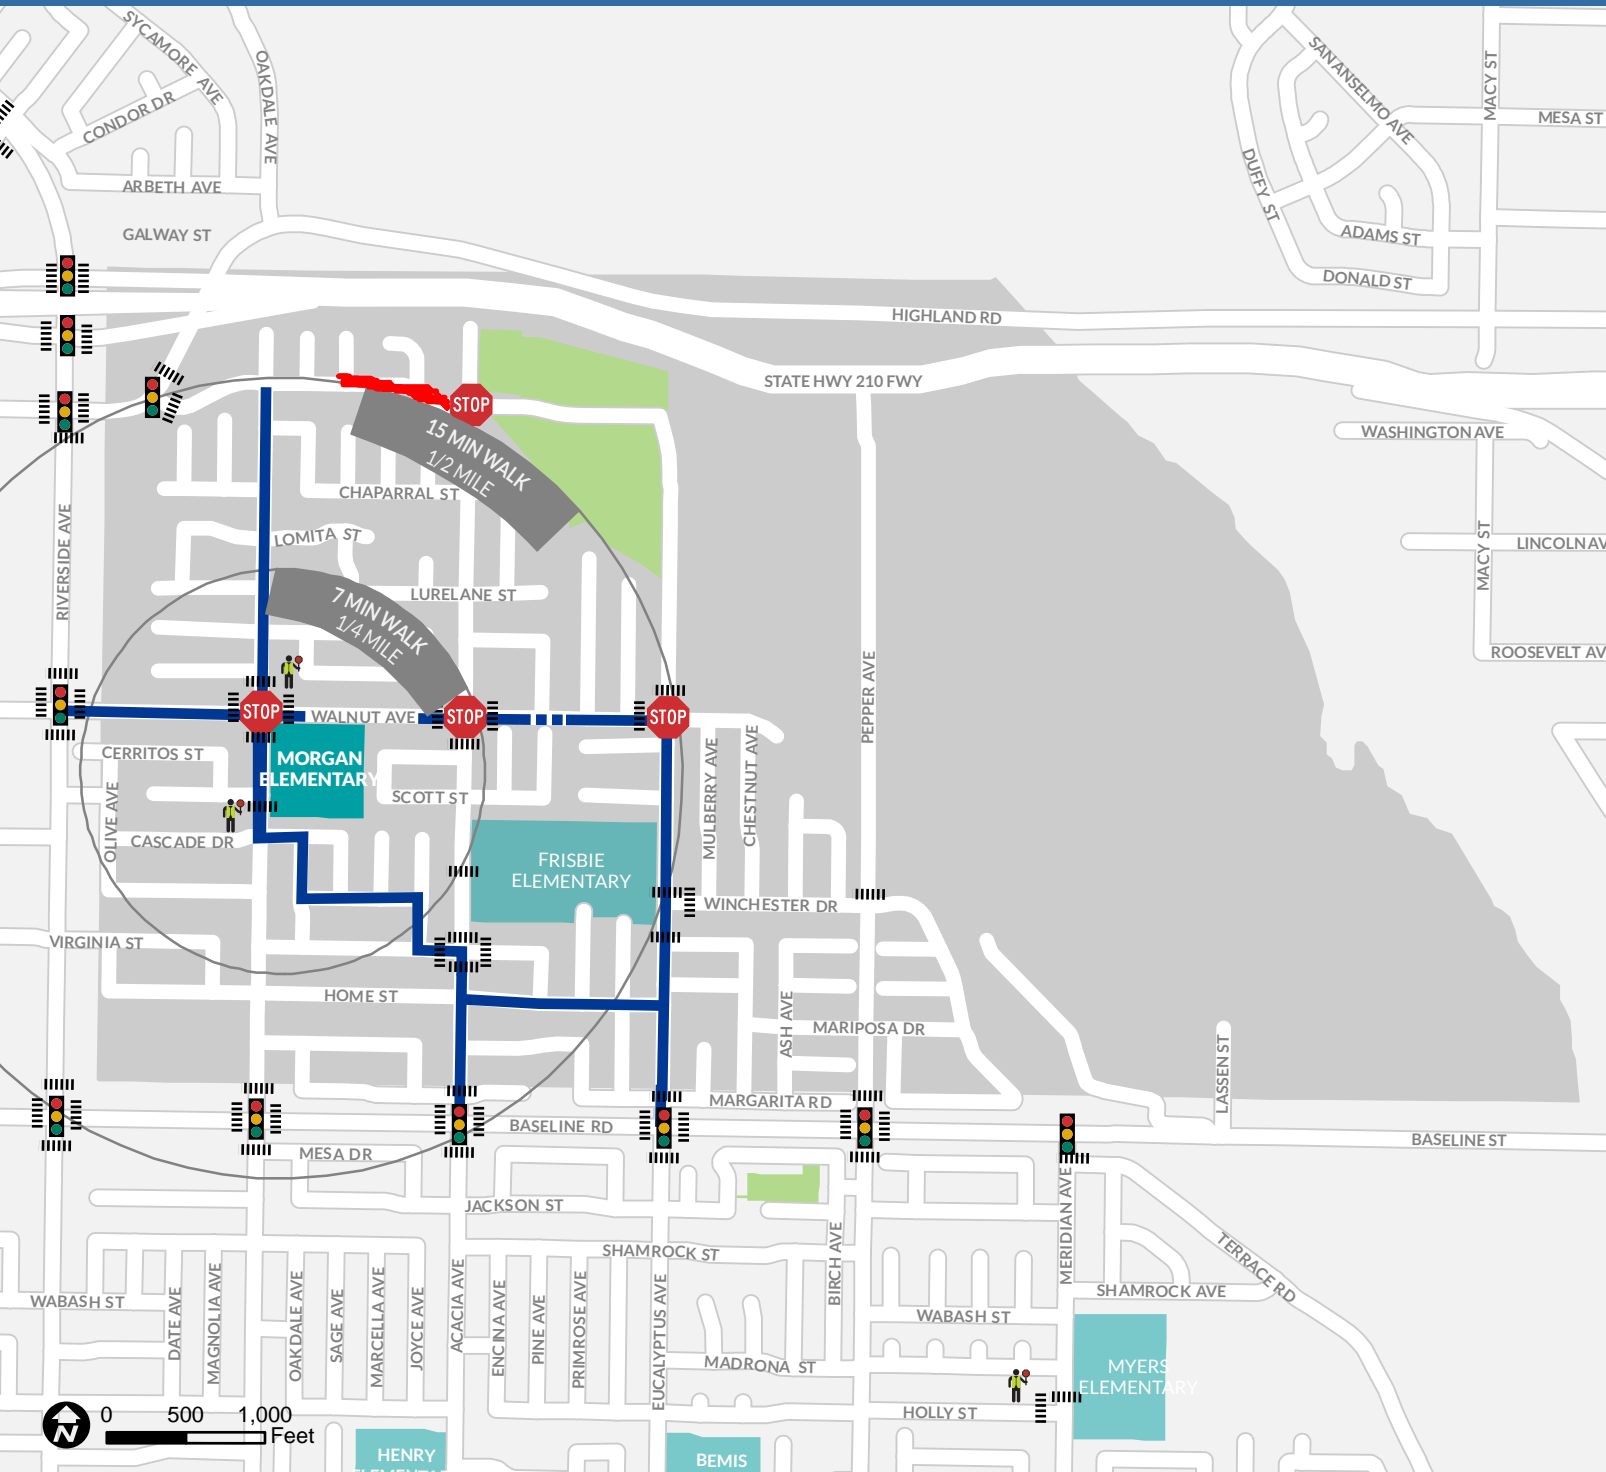 SYCAMORE AVE
OAKDALE AVE
CONDOR DR
ARBETH AVE
GALWAY ST
SAN ANSELMO AVE
MACY ST
MESA ST
DUFFY ST
ADAMS ST
DONALD ST
HIGHLAND RD
STATE HWY 210 FWY
STOP
15 MIN WALK
1/2 MILE
WASHINGTON AVE
CHAPARRAL ST
RIVERSIDE AVE
LOMITA ST
MACY ST
LINCOLN AV
LURELANE ST
7 MIN WALK
1/4 MILE
ROOSEVELT AV
PEPPER AVE
STOP
WALNUT AVE
STOP
STOP
CERRITOS ST
MORGAN
ELEMENTARY
MULBERRY AVE
CHESTNUT AVE
SCOTT ST
OLIVE AVE
CASCADE DR
FRISBIE
ELEMENTARY
WINCHESTER DR
VIRGINIA ST
HOME ST
ASH AVE
MARIPOSA DR
LASSEN ST
MARGARITA RD
BASELINE RD
BASELINE ST
MESA DR
JACKSON ST
MERIDIAN AVE
SHAMROCK ST
BIRCH AVE
TERRACE RD
WABASH ST
DATE AVE
MAGNOLIA AVE
OAKDALE AVE
SAGE AVE
MARCELLA AVE
JOYCE AVE
ACACIA AVE
ENCINA AVE
PINE AVE
PRIMROSE AVE
EUCALYPTUS AVE
SHAMROCK AVE
WABASH ST
MADRONA ST
MYERS
ELEMENTARY
HOLLY ST
N
0 500 1,000
Feet
HENRY
ELEMENTAR
BEMIS